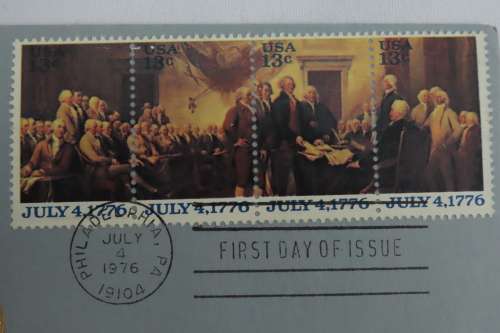 USA USA USA USA
13c 13c 13c 13c
JULY 4,1776 JULY 4,1776 JULY 4,1776 JULY 4,1776
PHILADELPHIA, PA
JULY
4
1976
19104
FIRST DAY OF ISSUE